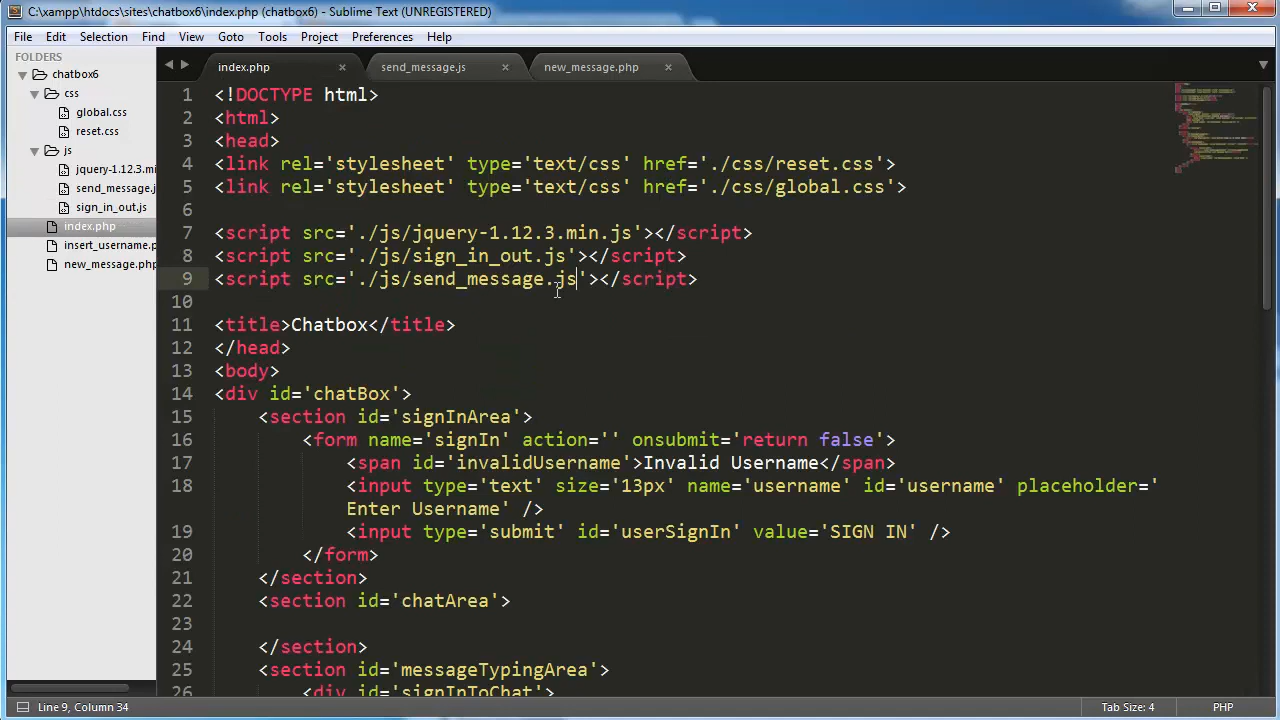 C:\xampp\htdocs\sites\chatbox6\index.php (chatbox6) - Sublime Text (UNREGISTERED)
File Edit Selection Find View Goto Tools Project Preferences Help
FOLDERS
chatbox6
css
global.css
reset.css
js
jquery-1.12.3.mi
send_message.j
sign_in_out.js
index.php
insert_username.p
new_message.php
index.php send_message.js new_message.php
1 <!DOCTYPE html>
2 <html>
3 <head>
4 <link rel='stylesheet' type='text/css' href='./css/reset.css'>
5 <link rel='stylesheet' type='text/css' href='./css/global.css'>
6
7 <script src='./js/jquery-1.12.3.min.js'></script>
8 <script src='./js/sign_in_out.js'></script>
9 <script src='./js/send_message.js'></script>
10
11 <title>Chatbox</title>
12 </head>
13 <body>
14 <div id='chatBox'>
15 <section id='signInArea'>
16 <form name='signIn' action='' onsubmit='return false'>
17 <span id='invalidUsername'>Invalid Username</span>
18 <input type='text' size='13px' name='username' id='username' placeholder='
Enter Username' />
19 <input type='submit' id='userSignIn' value='SIGN IN' />
20 </form>
21 </section>
22 <section id='chatArea'>
23
24 </section>
25 <section id='messageTypingArea'>
26 <div id='signInToChat'>
Line 9, Column 34 Tab Size: 4 PHP